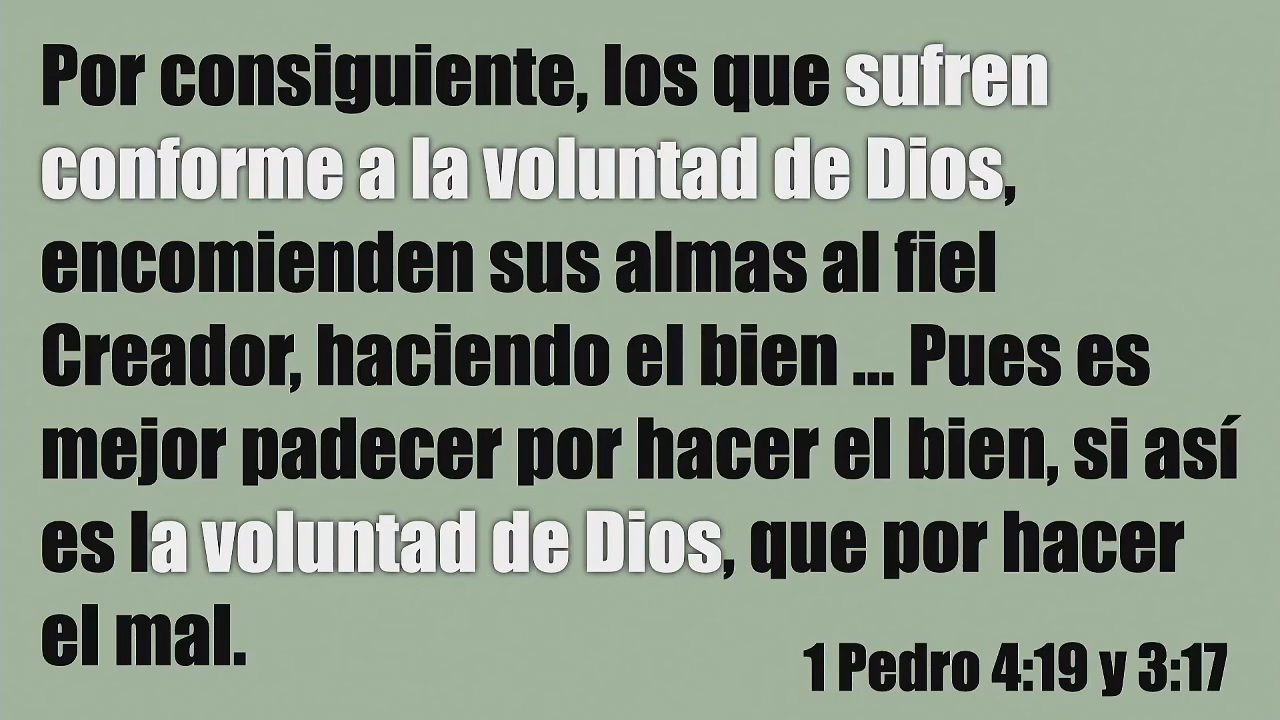 Por consiguiente, los que sufren
conforme a la voluntad de Dios,
encomienden sus almas al fiel
Creador, haciendo el bien ... Pues es
mejor padecer por hacer el bien, si así
es la voluntad de Dios, que por hacer
el mal.
1 Pedro 4:19 y 3:17